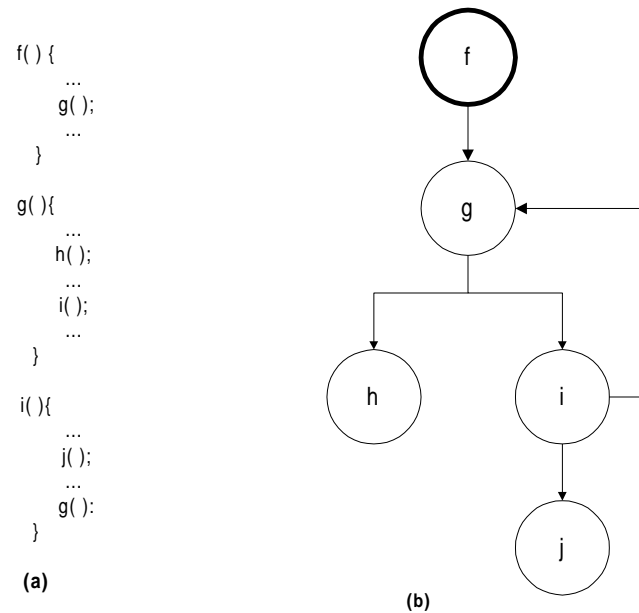 f( ) {
...
g( );
...
}
g( ){
...
h( );
...
i( );
...
}
i( ){
...
j( );
...
g( ):
}
(a)
f
g
h
i
j
(b)